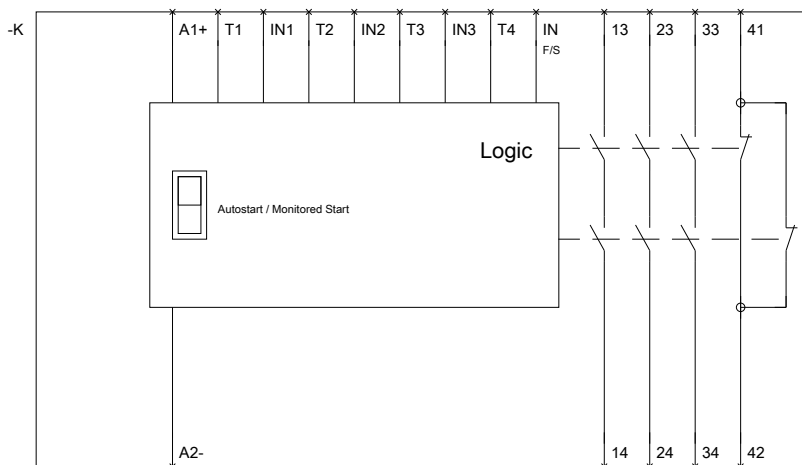 -K A1+ T1 IN1 T2 IN2 T3 IN3 T4 IN 13 23 33 41
F/S
Logic
Autostart / Monitored Start
A2- 14 24 34 42